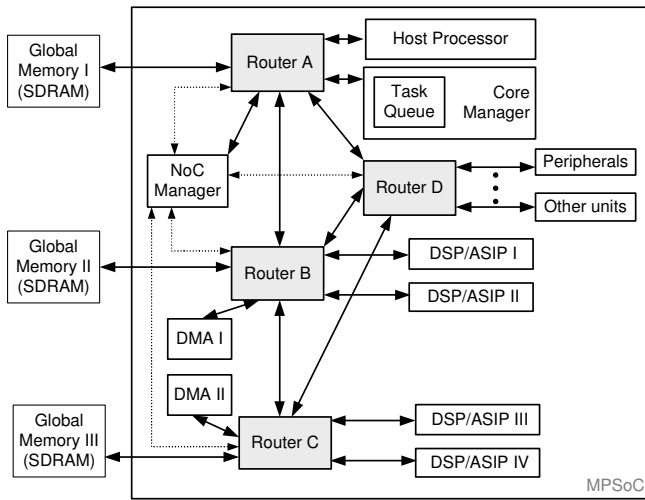 Global
Memory I
(SDRAM)
Router A
Host Processor
Task
Queue
Core
Manager
NoC
Manager
Router D
Peripherals
Other units
Global
Memory II
(SDRAM)
Router B
DSP/ASIP I
DSP/ASIP II
DMA I
DMA II
Global
Memory III
(SDRAM)
Router C
DSP/ASIP III
DSP/ASIP IV
MPSoC